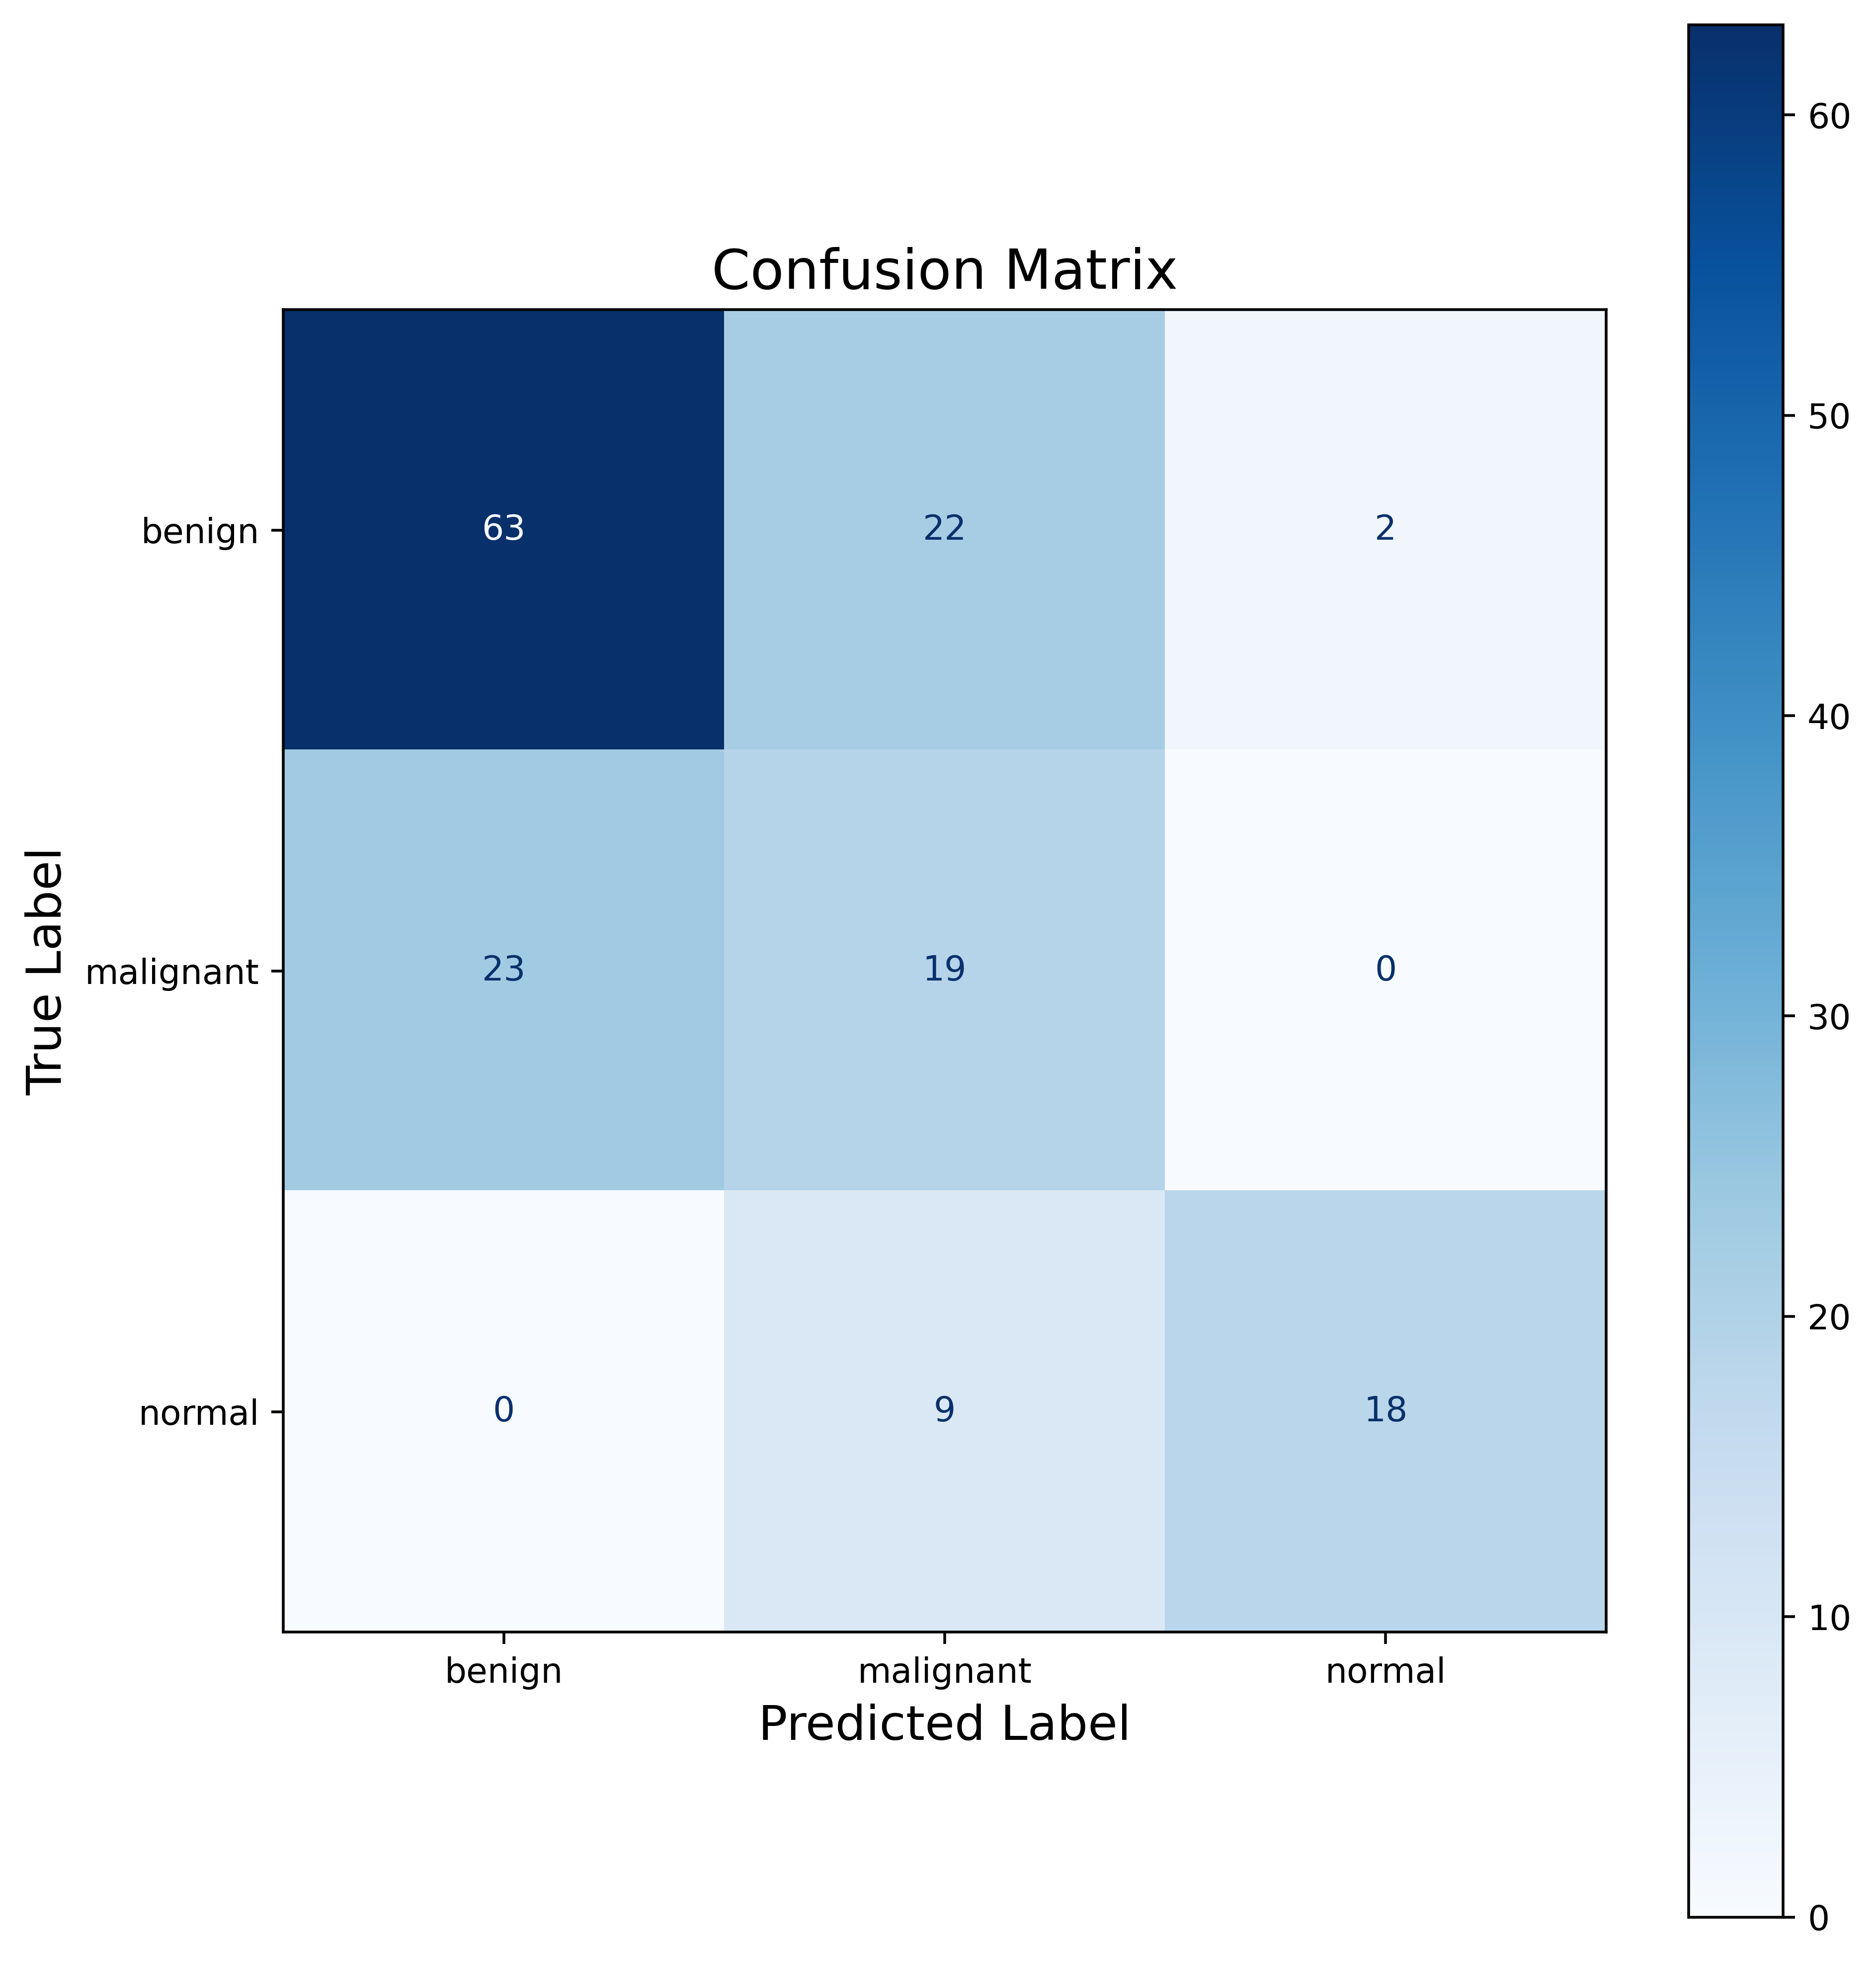 Confusion Matrix
True Label
benign
63 22 2
malignant
23 19 0
normal
0 9 18
benign malignant normal
Predicted Label
60
50
40
30
20
10
0